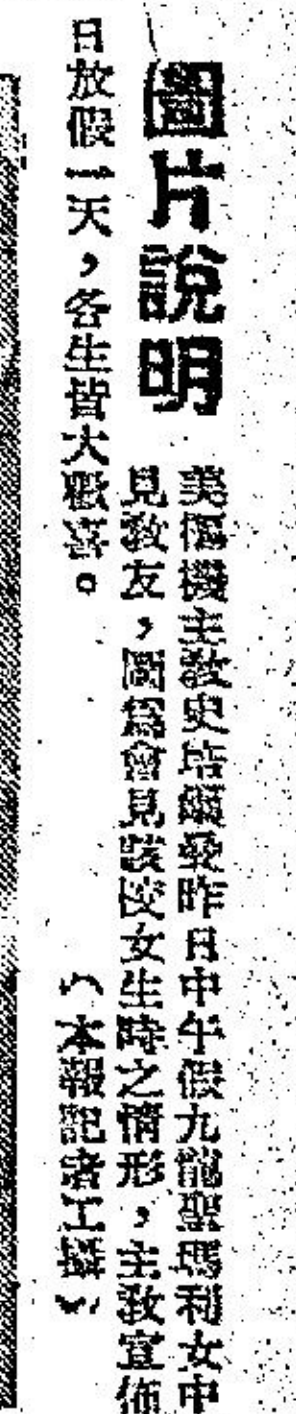 圖片說明
美樞機主教史培爾曼昨日中午假九龍聖瑪利女中
見教友，圖為會見該校女生時之情形，主教宣佈
日放假一天，各生皆大歡喜。
（本報記者王攝）